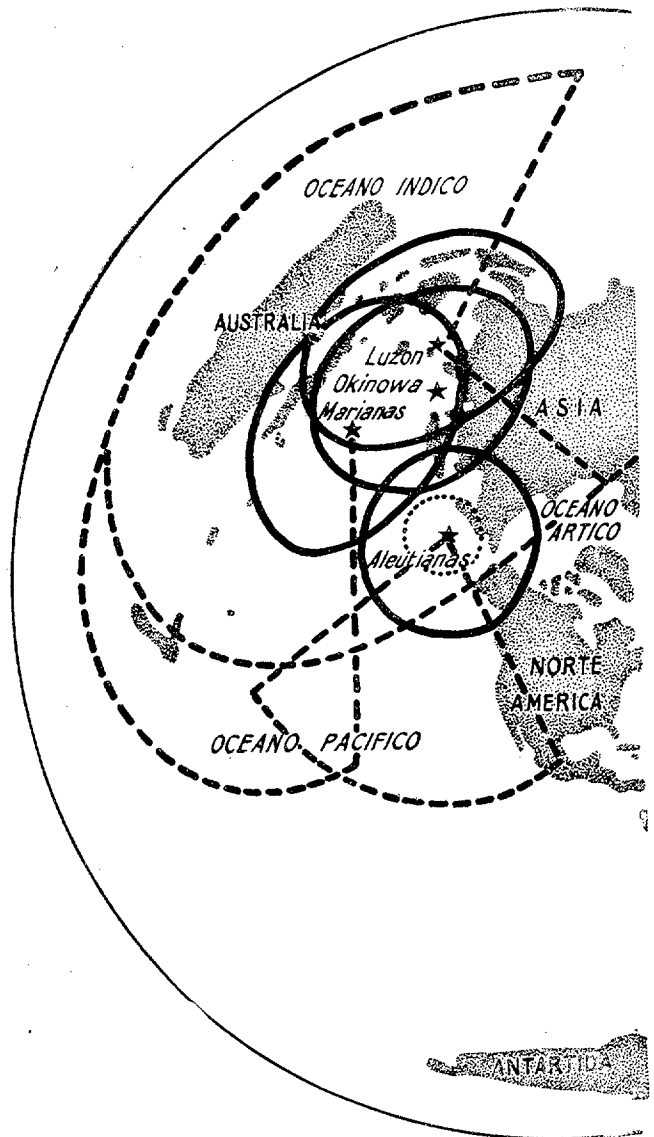 OCEANO INDICO
AUSTRALIA
Luzon
Okinowa
Marianas
ASIA
OCEANO
ARTICO
Aleutianas
NORTE
AMERICA
OCEANO PACIFICO
ANTARTIDA